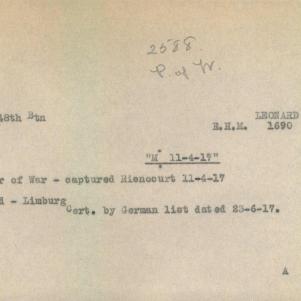 2588.
P. of W.
48th Btn
LEONARD
E.H.M. 1690
"M" 11-4-17"
r of War - captured Riencourt 11-4-17
d - Limburg
Cert. by German list dated 23-6-17.
A